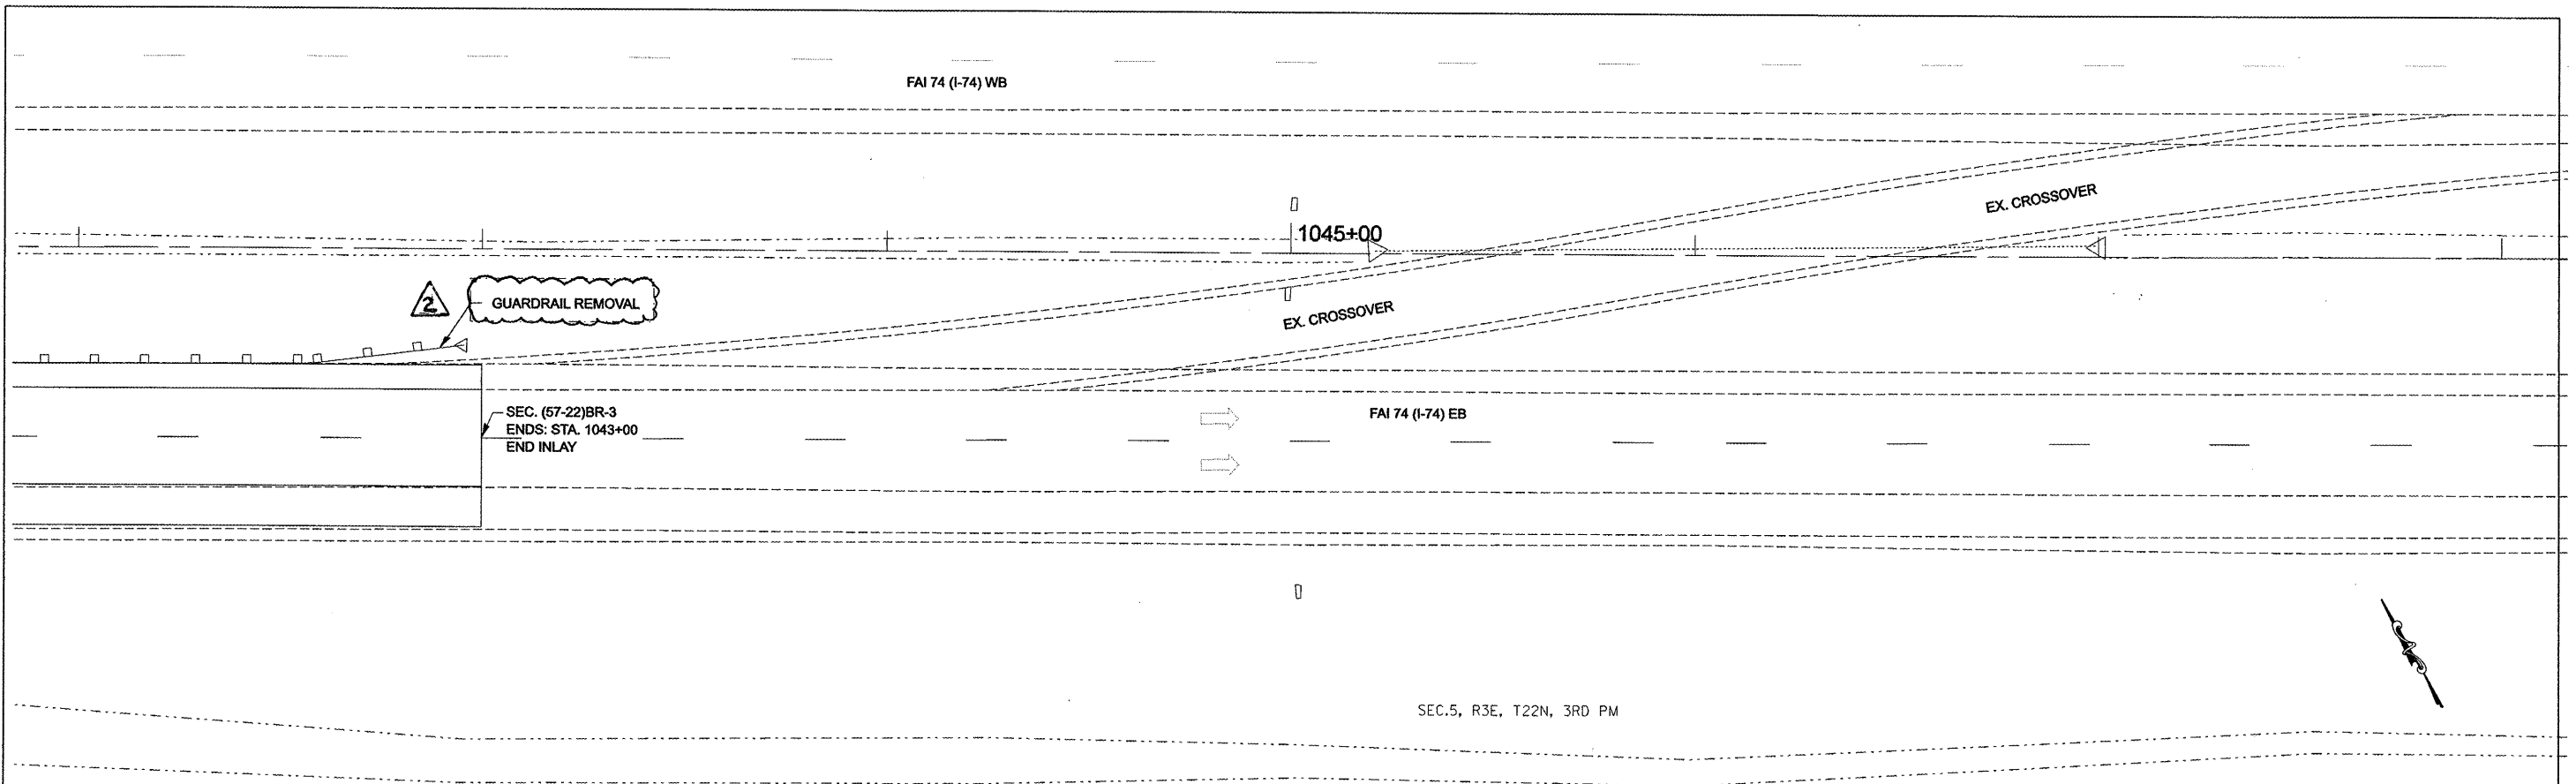 FAI 74 (I-74) WB
EX. CROSSOVER
1045+00
2
GUARDRAIL REMOVAL
EX. CROSSOVER
SEC. (57-22)BR-3
ENDS: STA. 1043+00
END INLAY
FAI 74 (I-74) EB
SEC.5, R3E, T22N, 3RD PM